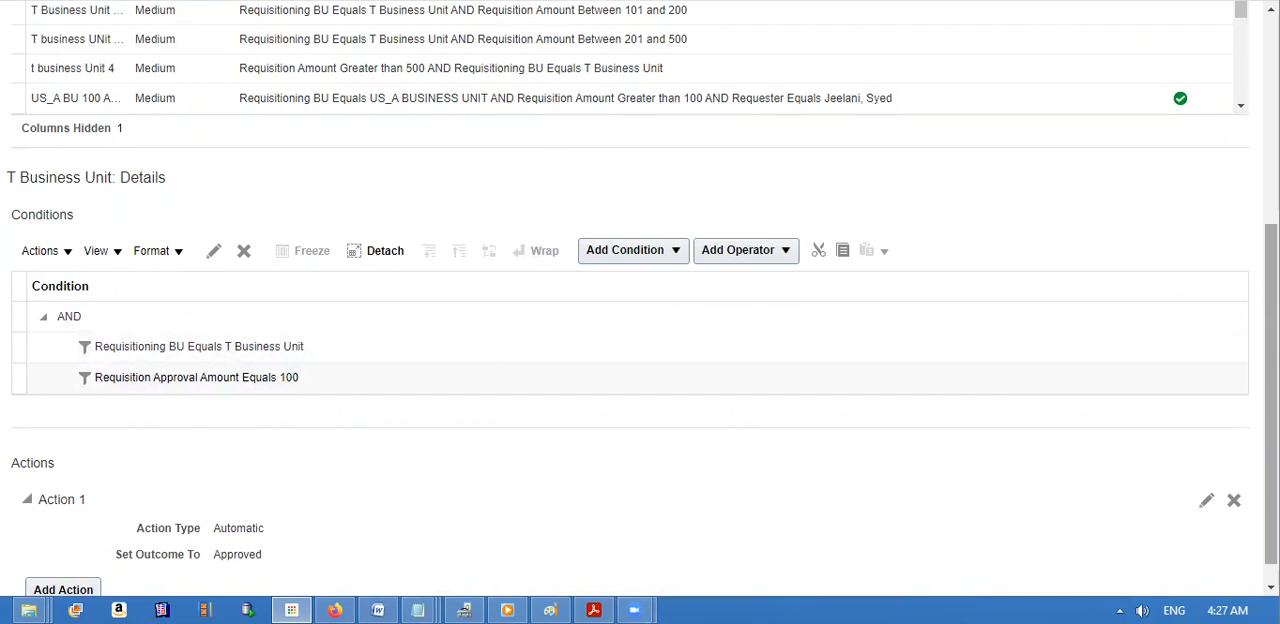 T Business Unit ... Medium Requisitioning BU Equals T Business Unit AND Requisition Amount Between 101 and 200
T business UNit ... Medium Requisitioning BU Equals T Business Unit AND Requisition Amount Between 201 and 500
t business Unit 4 Medium Requisition Amount Greater than 500 AND Requisitioning BU Equals T Business Unit
US_A BU 100 A... Medium Requisitioning BU Equals US_A BUSINESS UNIT AND Requisition Amount Greater than 100 AND Requester Equals Jeelani, Syed
Columns Hidden 1
T Business Unit: Details
Conditions
Actions View Format Freeze Detach Wrap Add Condition Add Operator
Condition
AND
Requisitioning BU Equals T Business Unit
Requisition Approval Amount Equals 100
Actions
Action 1
Action Type Automatic
Set Outcome To Approved
Add Action
ENG 4:27 AM